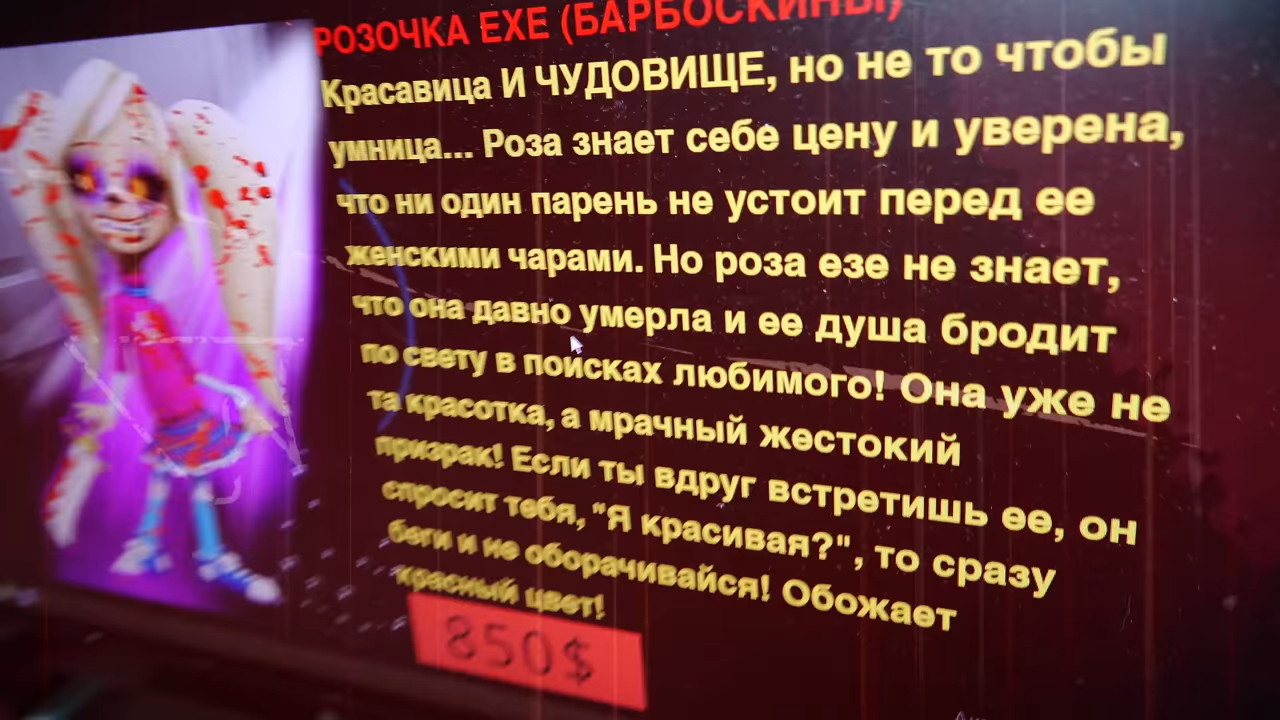 РОЗОЧКА EXE (БАРБОСКИНЫ)
Красавица И ЧУДОВИЩЕ, но не то чтобы
умница... Роза знает себе цену и уверена,
что ни один парень не устоит перед ее
женскими чарами. Но роза езе не знает,
что она давно умерла и ее душа бродит
по свету в поисках любимого! Она уже не
та красотка, а мрачный жестокий
призрак! Если ты вдруг встретишь ее, он
спросит тебя, "Я красивая?", то сразу
беги и не оборачивайся! Обожает
красный цвет!
850$